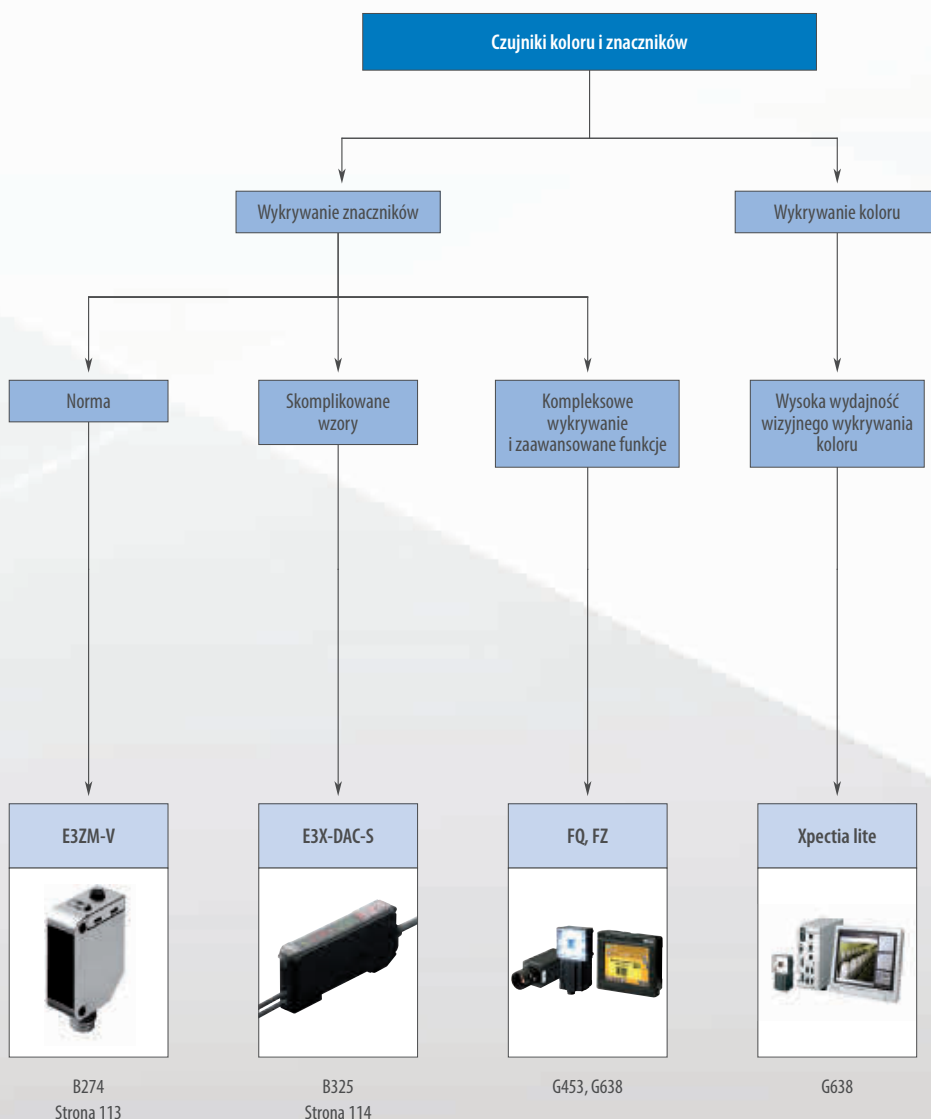 Czujniki koloru i znaczników
Wykrywanie znaczników
Wykrywanie koloru
Norma
Skomplikowane
wzory
Kompleksowe
wykrywanie
i zaawansowane funkcje
Wysoka wydajność
wizyjnego wykrywania
koloru
E3ZM-V
E3X-DAC-S
FQ, FZ
Xpectia lite
B274
Strona 113
B325
Strona 114
G453, G638
G638